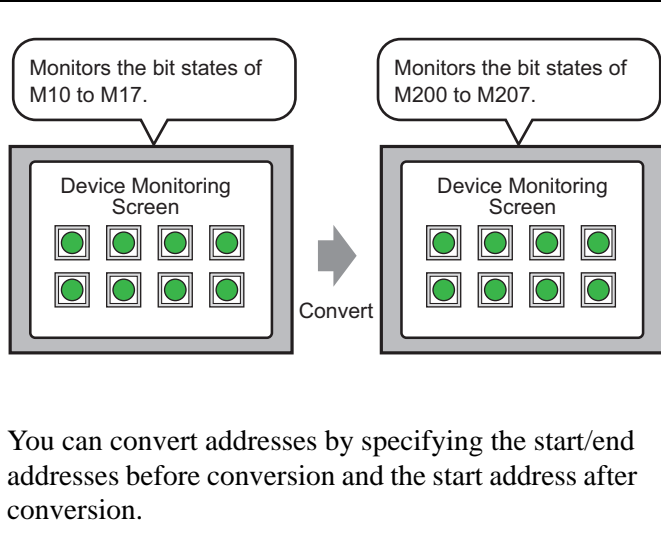 Monitors the bit states of
M10 to M17.
Monitors the bit states of
M200 to M207.
Device Monitoring
Screen
Convert
Device Monitoring
Screen
You can convert addresses by specifying the start/end
addresses before conversion and the start address after
conversion.